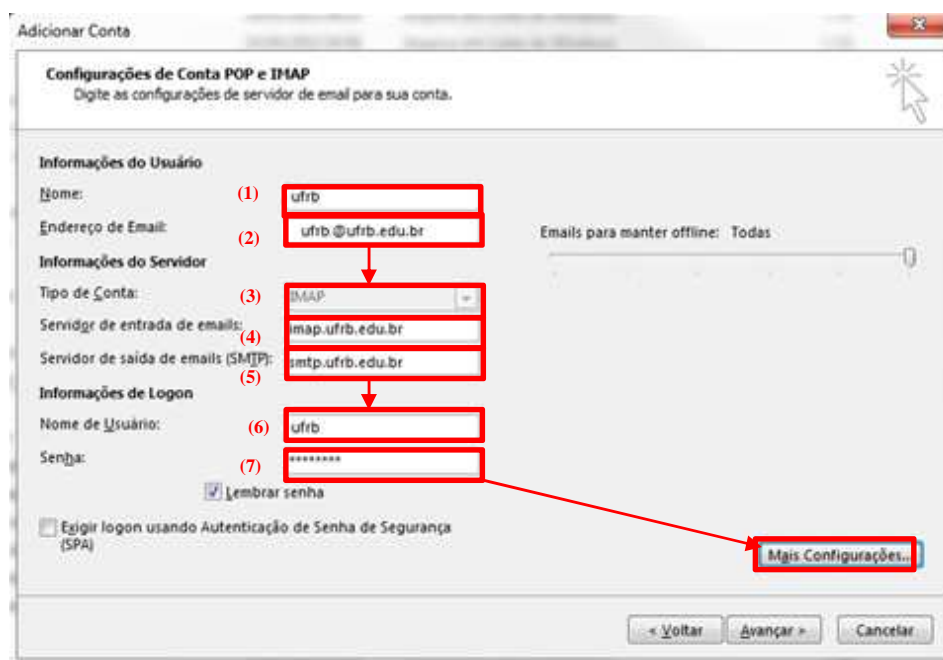 Adicionar Conta
Configurações de Conta POP e IMAP
Digite as configurações de servidor de email para sua conta.
Informações do Usuário
Nome: (1) ufrb
Endereço de Email: (2) ufrb@ufrb.edu.br Emails para manter offline: Todas
Informações do Servidor
Tipo de Conta: (3) IMAP
Servidor de entrada de emails: (4) imap.ufrb.edu.br
Servidor de saída de emails (SMTP): (5) smtp.ufrb.edu.br
Informações de Logon
Nome de Usuário: (6) ufrb
Senha: (7) ********
Lembrar senha
Exigir logon usando Autenticação de Senha de Segurança
(SPA)
Mais Configurações...
< Voltar Avançar > Cancelar